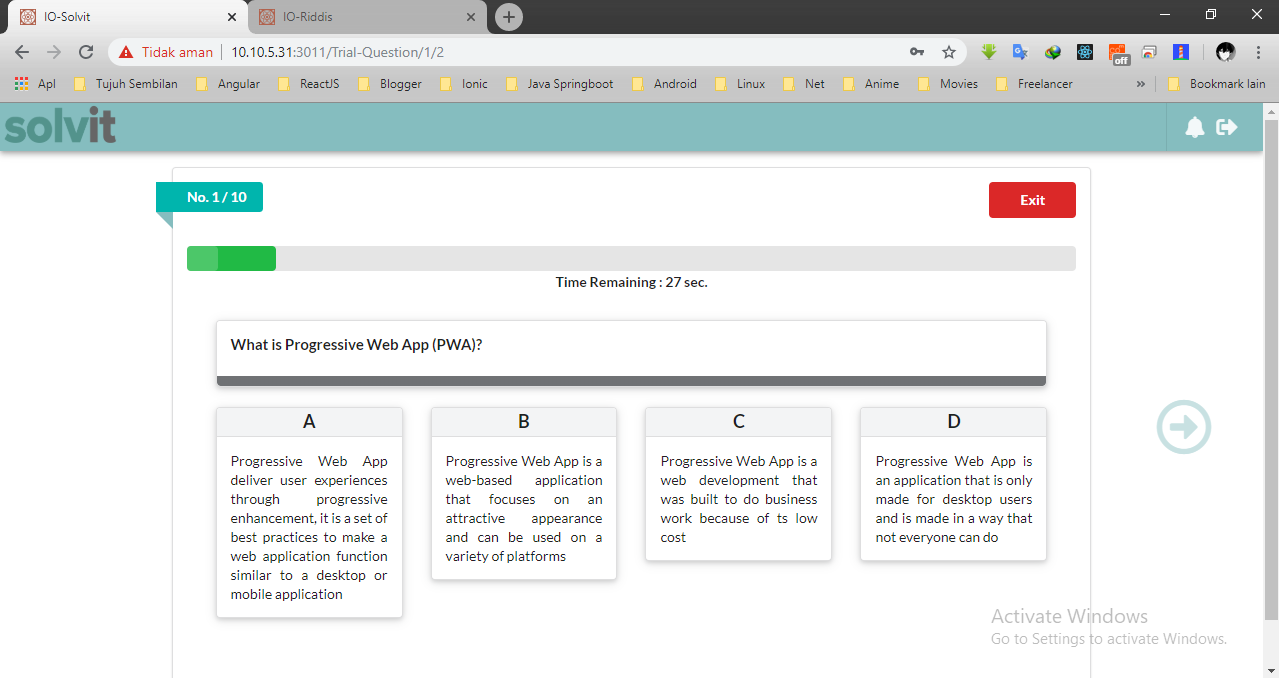 IO-Solvit
IO-Riddis
Tidak aman
10.10.5.31:3011/Trial-Question/1/2
off
Apl
Tujuh Sembilan
Angular
ReactJS
Blogger
Ionic
Java Springboot
Android
Linux
Net
Anime
Movies
Freelancer
»
Bookmark lain
solvit
No. 1 / 10
Exit
Time Remaining : 27 sec.
What is Progressive Web App (PWA)?
A
Progressive Web App
deliver user experiences
through progressive
enhancement, it is a set of
best practices to make a
web application function
similar to a desktop or
mobile application
B
Progressive Web App is a
web-based application
that focuses on an
attractive appearance
and can be used on a
variety of platforms
C
Progressive Web App is a
web development that
was built to do business
work because of ts low
cost
D
Progressive Web App is
an application that is only
made for desktop users
and is made in a way that
not everyone can do
Activate Windows
Go to Settings to activate Windows.